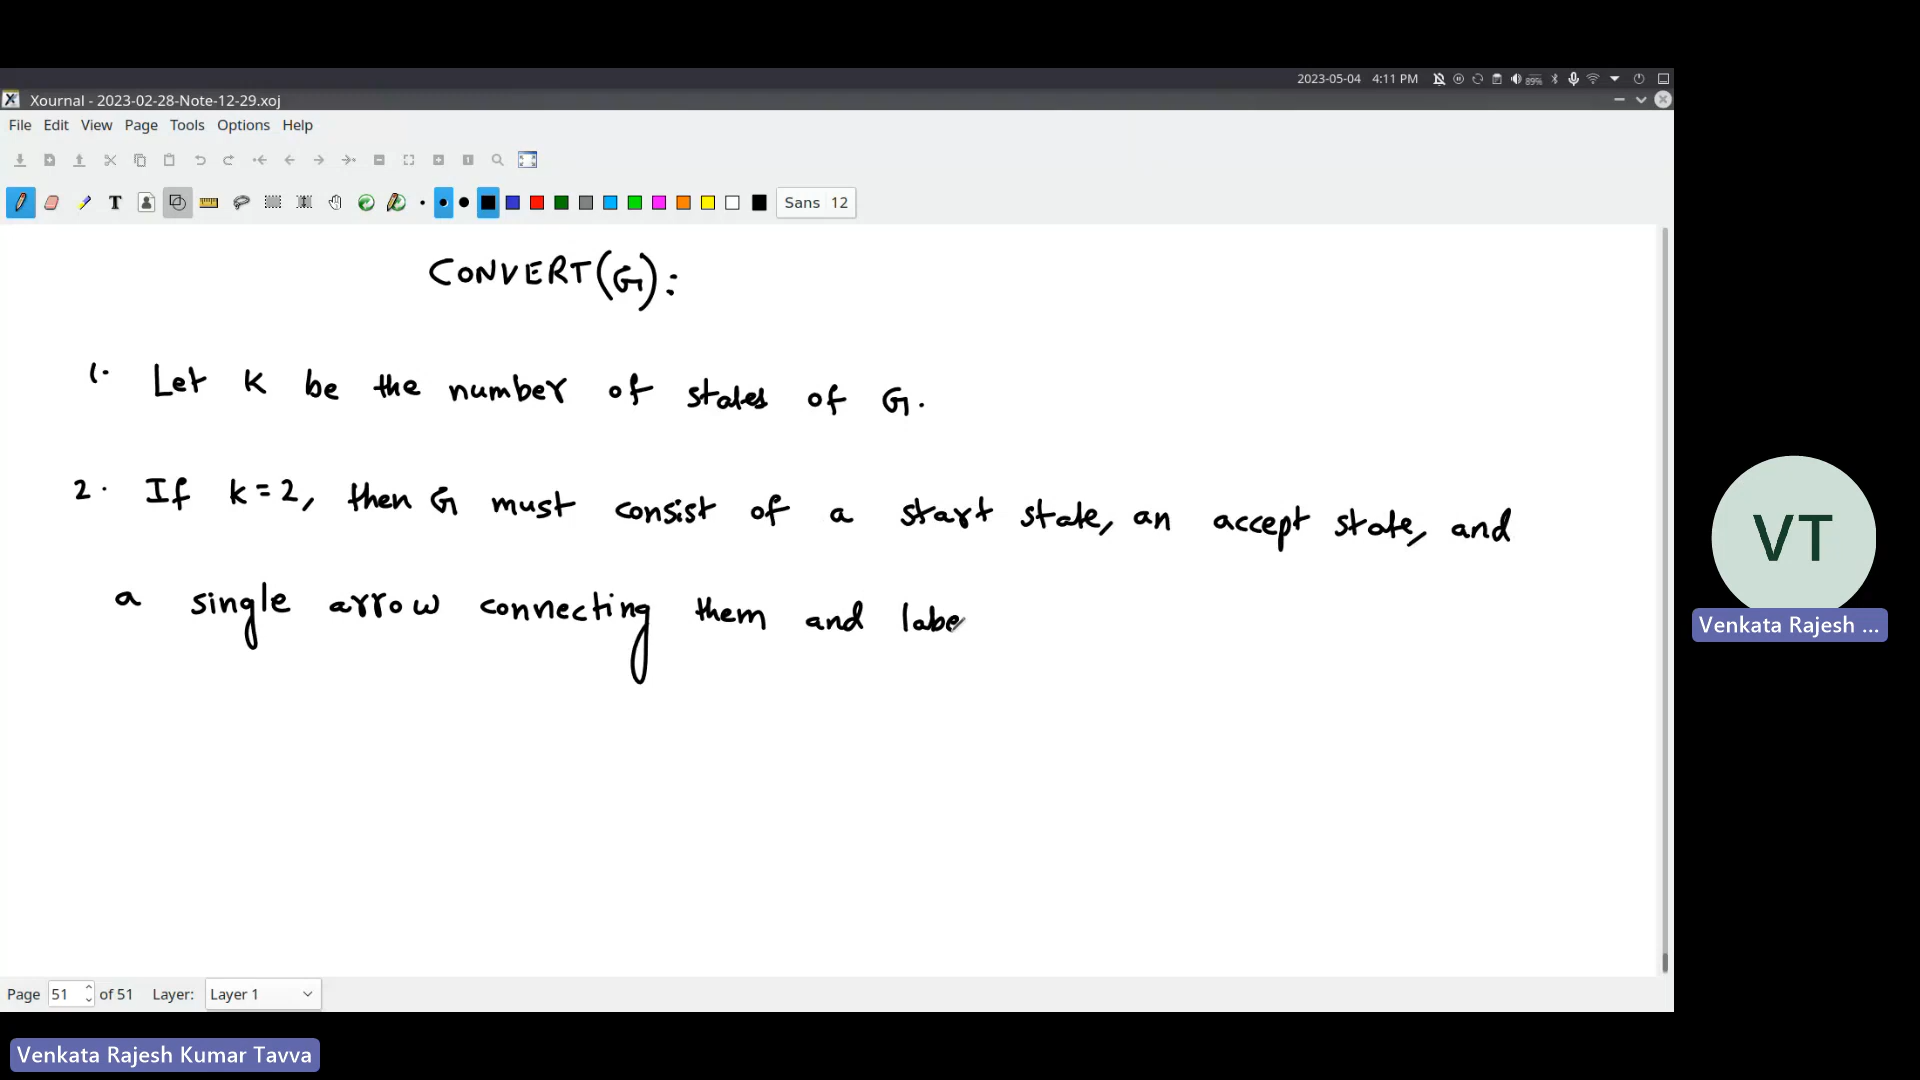 2023-05-04 4:11 PM 89%
Xournal - 2023-02-28-Note-12-29.xoj
File Edit View Page Tools Options Help
T Sans 12
CONVERT(G):
1. Let K be the number of states of G.
2. If k=2, then G must consist of a start state, an accept state, and
a single arrow connecting them and labe
VT
Venkata Rajesh ...
Page 51 of 51 Layer: Layer 1
Venkata Rajesh Kumar Tavva